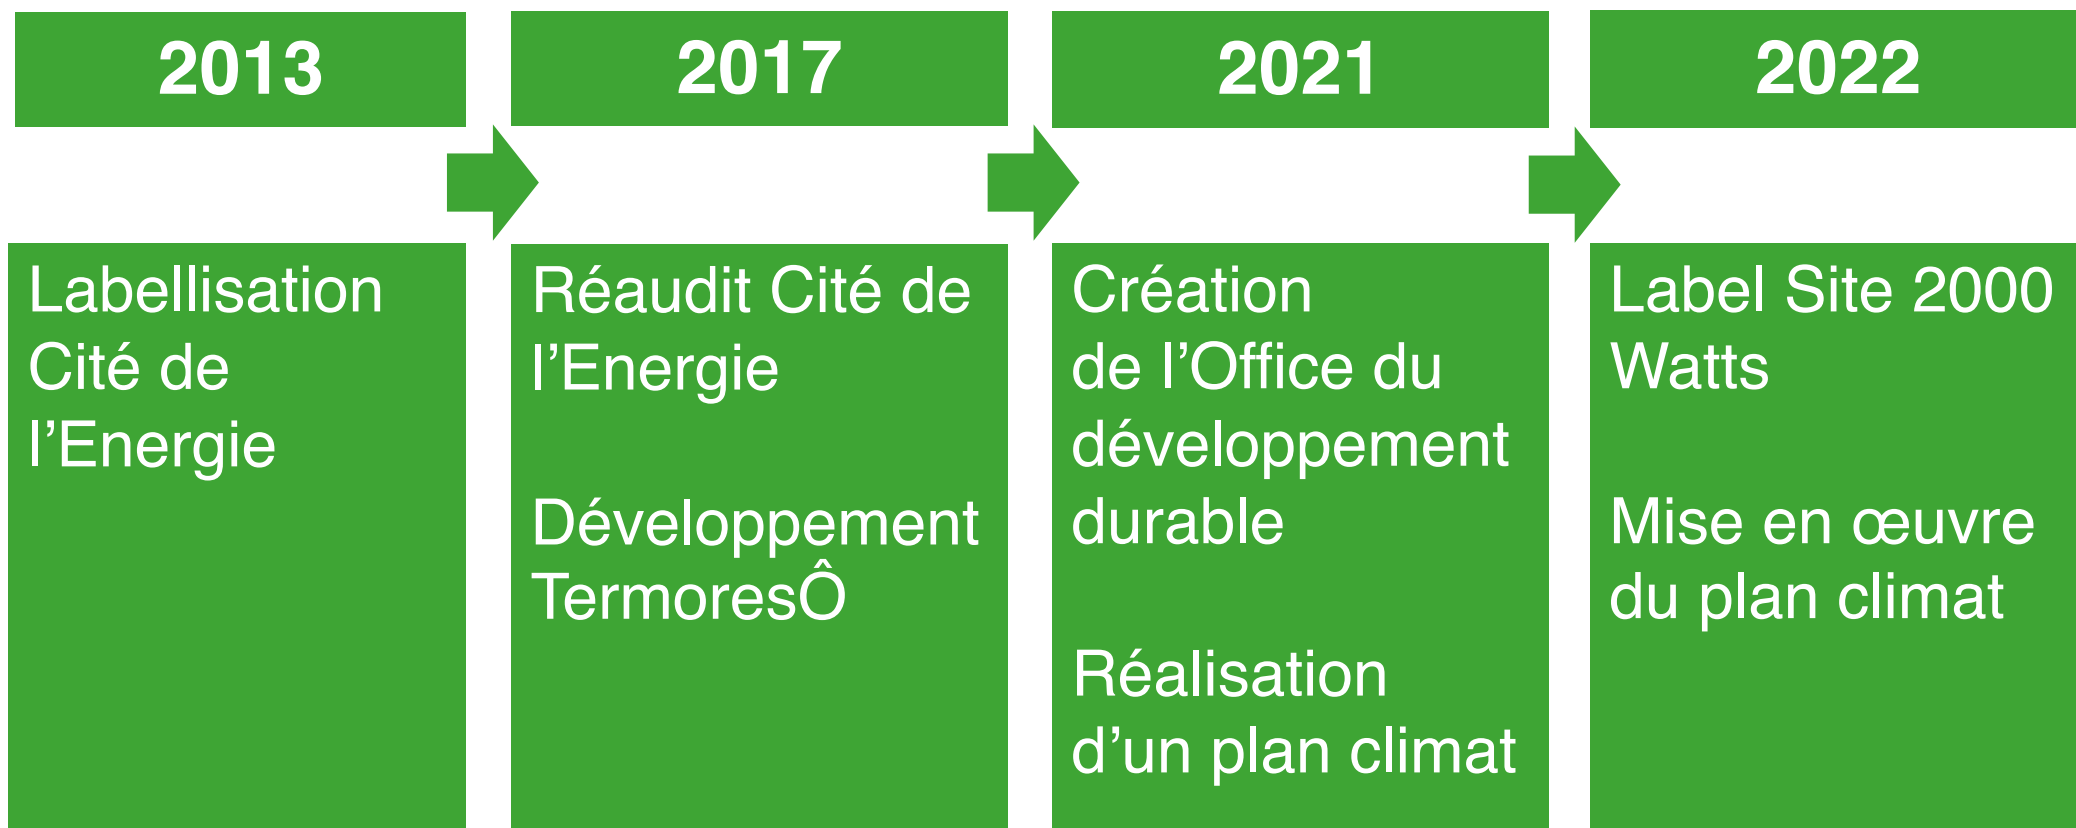 2013
Labellisation
Cité de
l’Energie
2017
Réaudit Cité de
l’Energie
Développement
TermoresÔ
2021
Création
de l’Office du
développement
durable
Réalisation
d’un plan climat
2022
Label Site 2000
Watts
Mise en œuvre
du plan climat